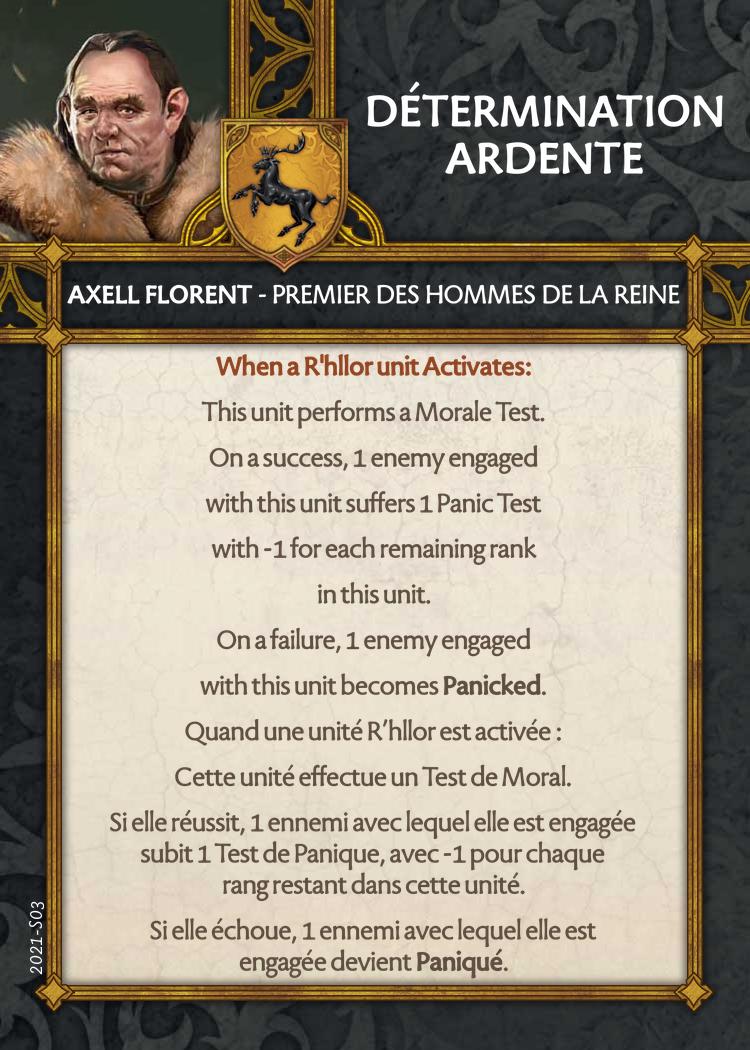 DÉTERMINATION
ARDENTE
AXELL FLORENT - PREMIER DES HOMMES DE LA REINE
When a R'hllor unit Activates:
This unit performs a Morale Test.
On a success, 1 enemy engaged
with this unit suffers 1 Panic Test
with -1 for each remaining rank
in this unit.
On a failure, 1 enemy engaged
with this unit becomes Panicked.
Quand une unité R’hllor est activée :
Cette unité effectue un Test de Moral.
Si elle réussit, 1 ennemi avec lequel elle est engagée
subit 1 Test de Panique, avec -1 pour chaque
rang restant dans cette unité.
Si elle échoue, 1 ennemi avec lequel elle est
engagée devient Paniqué.
2021-S03